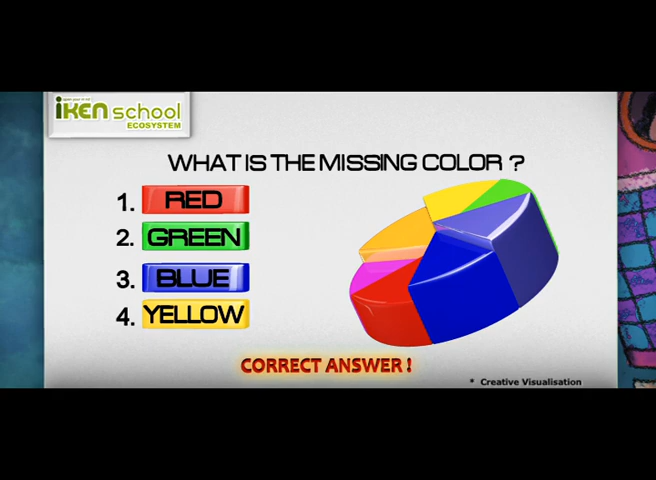 iKEN school
ECOSYSTEM
WHAT IS THE MISSING COLOR ?
1. RED
2. GREEN
3. BLUE
4. YELLOW
CORRECT ANSWER !
* Creative Visualisation